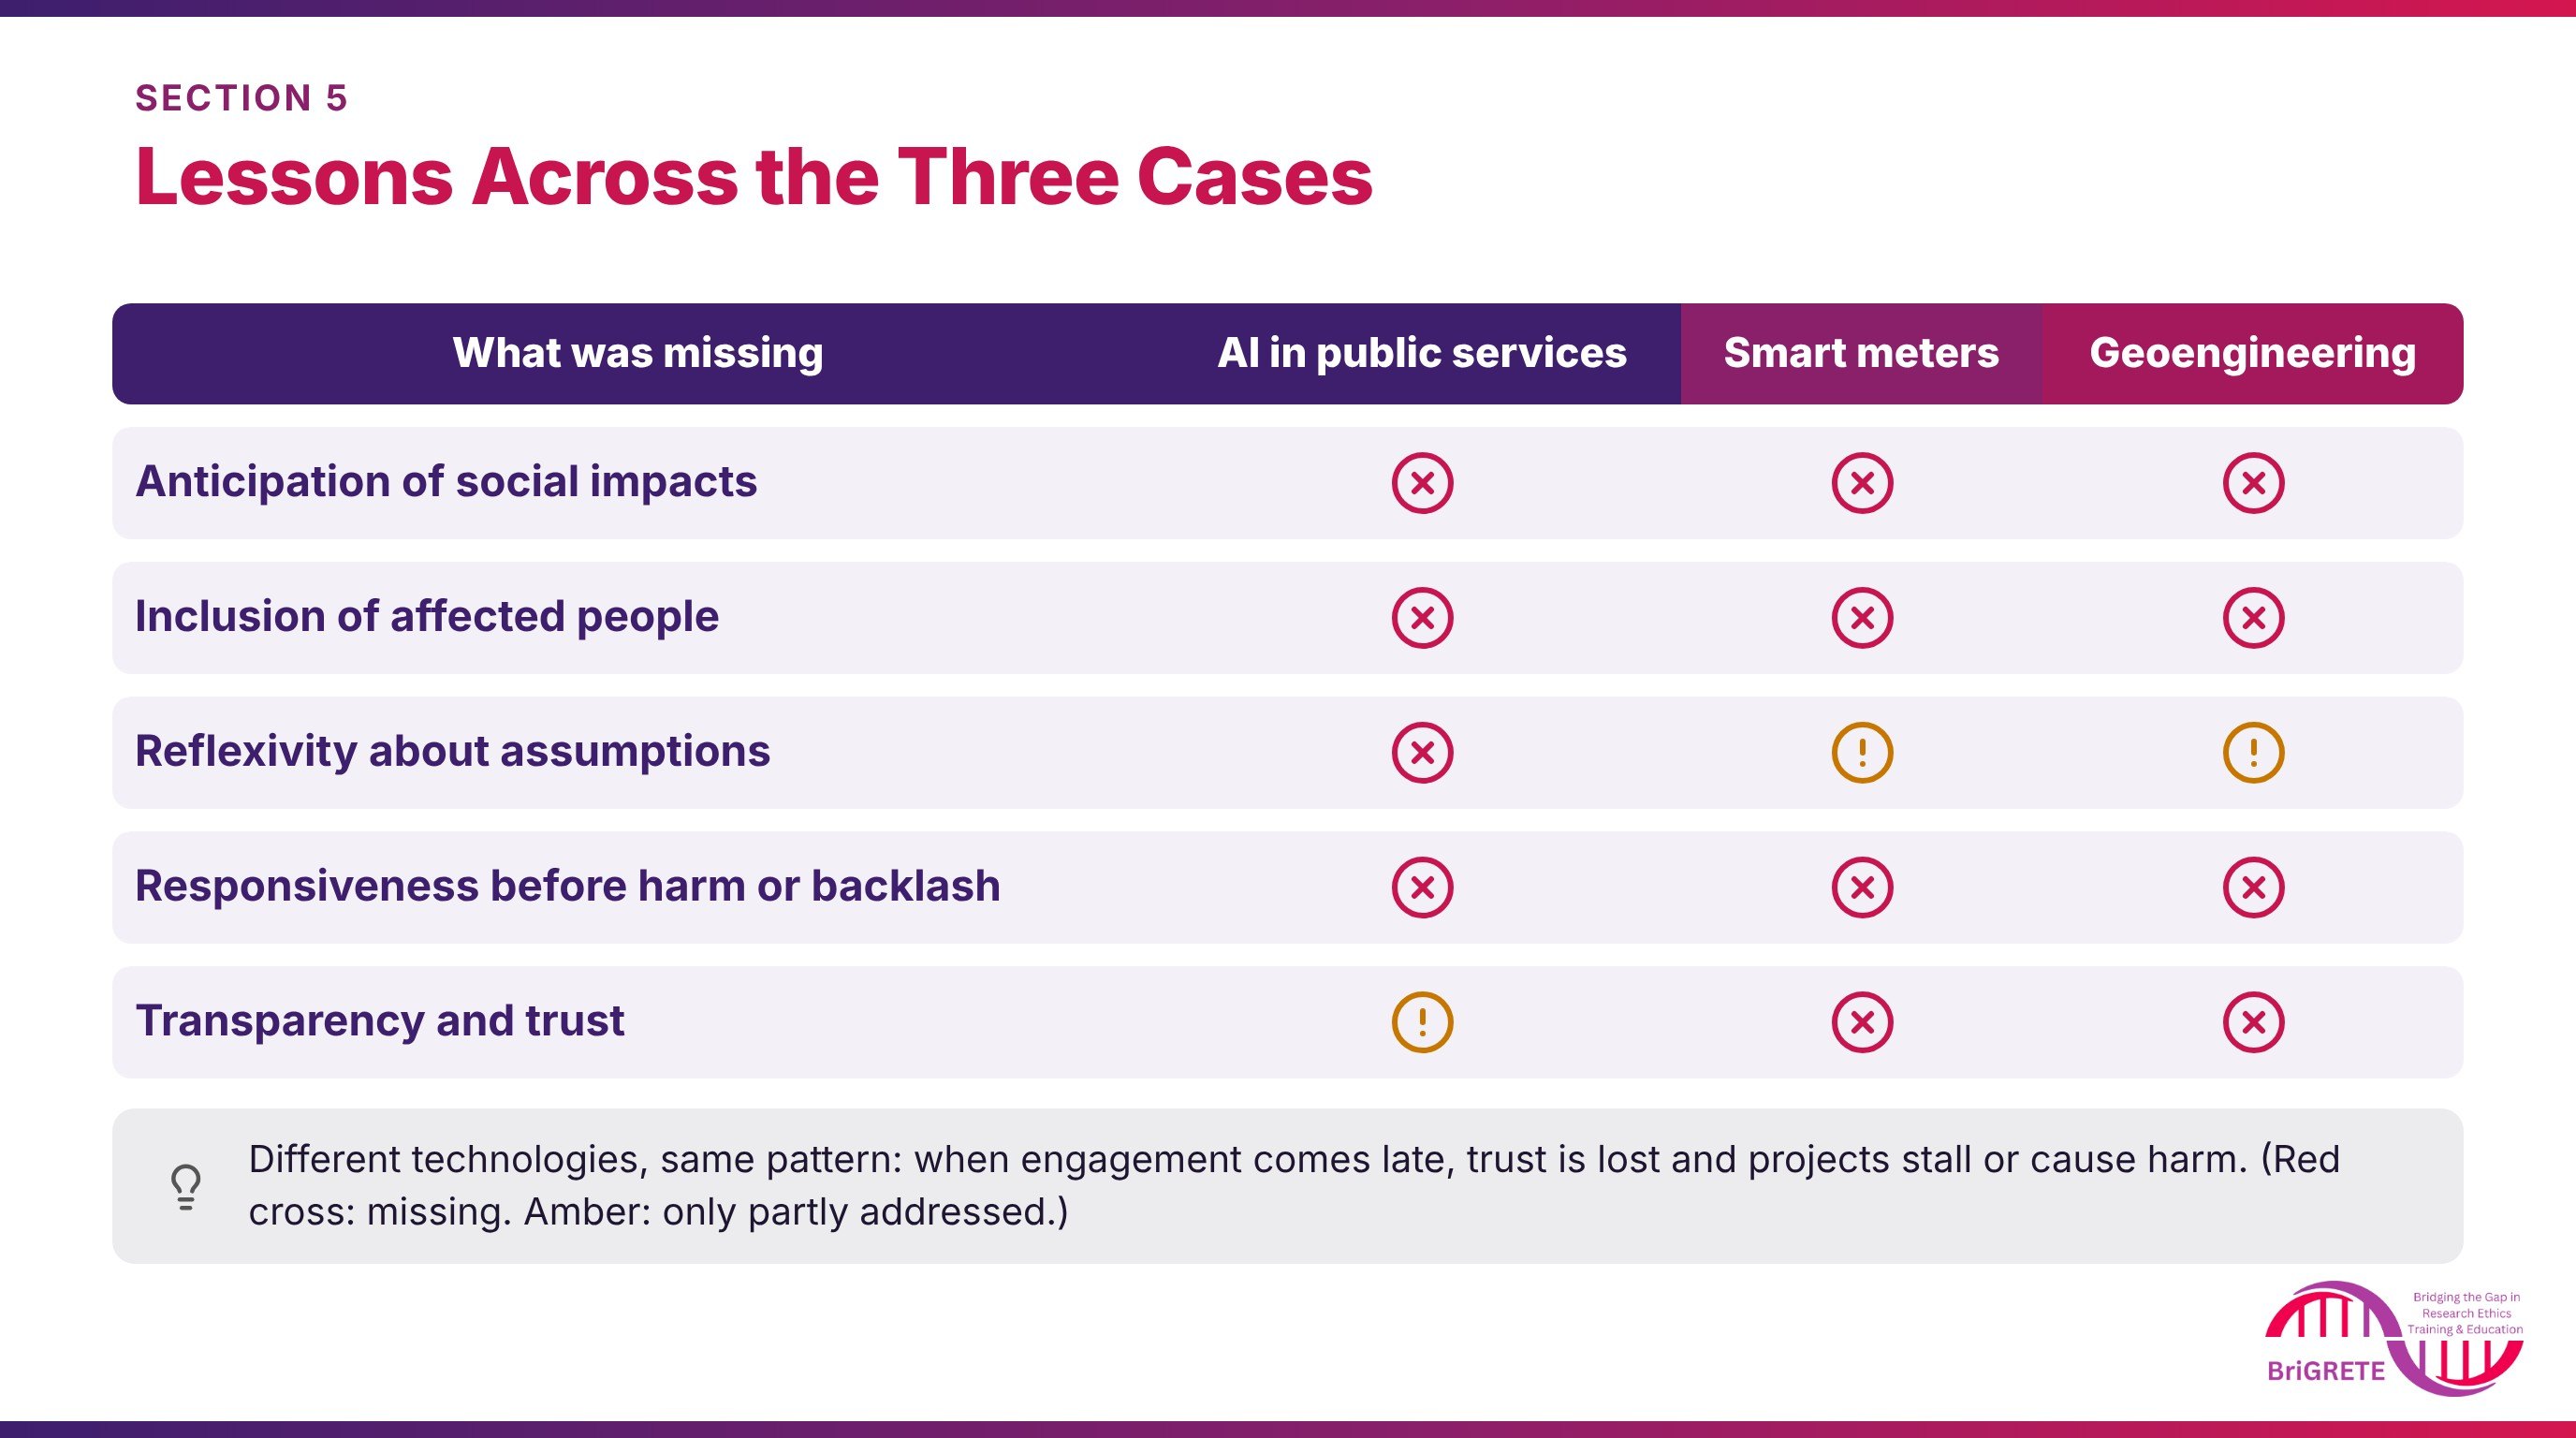 SECTION 5
Lessons Across the Three Cases
What was missing AI in public services Smart meters Geoengineering
Anticipation of social impacts
Inclusion of affected people
Reflexivity about assumptions
Responsiveness before harm or backlash
Transparency and trust
Different technologies, same pattern: when engagement comes late, trust is lost and projects stall or cause harm. (Red
cross: missing. Amber: only partly addressed.)
Bridging the Gap in
Research Ethics
Training & Education
BriGRETE